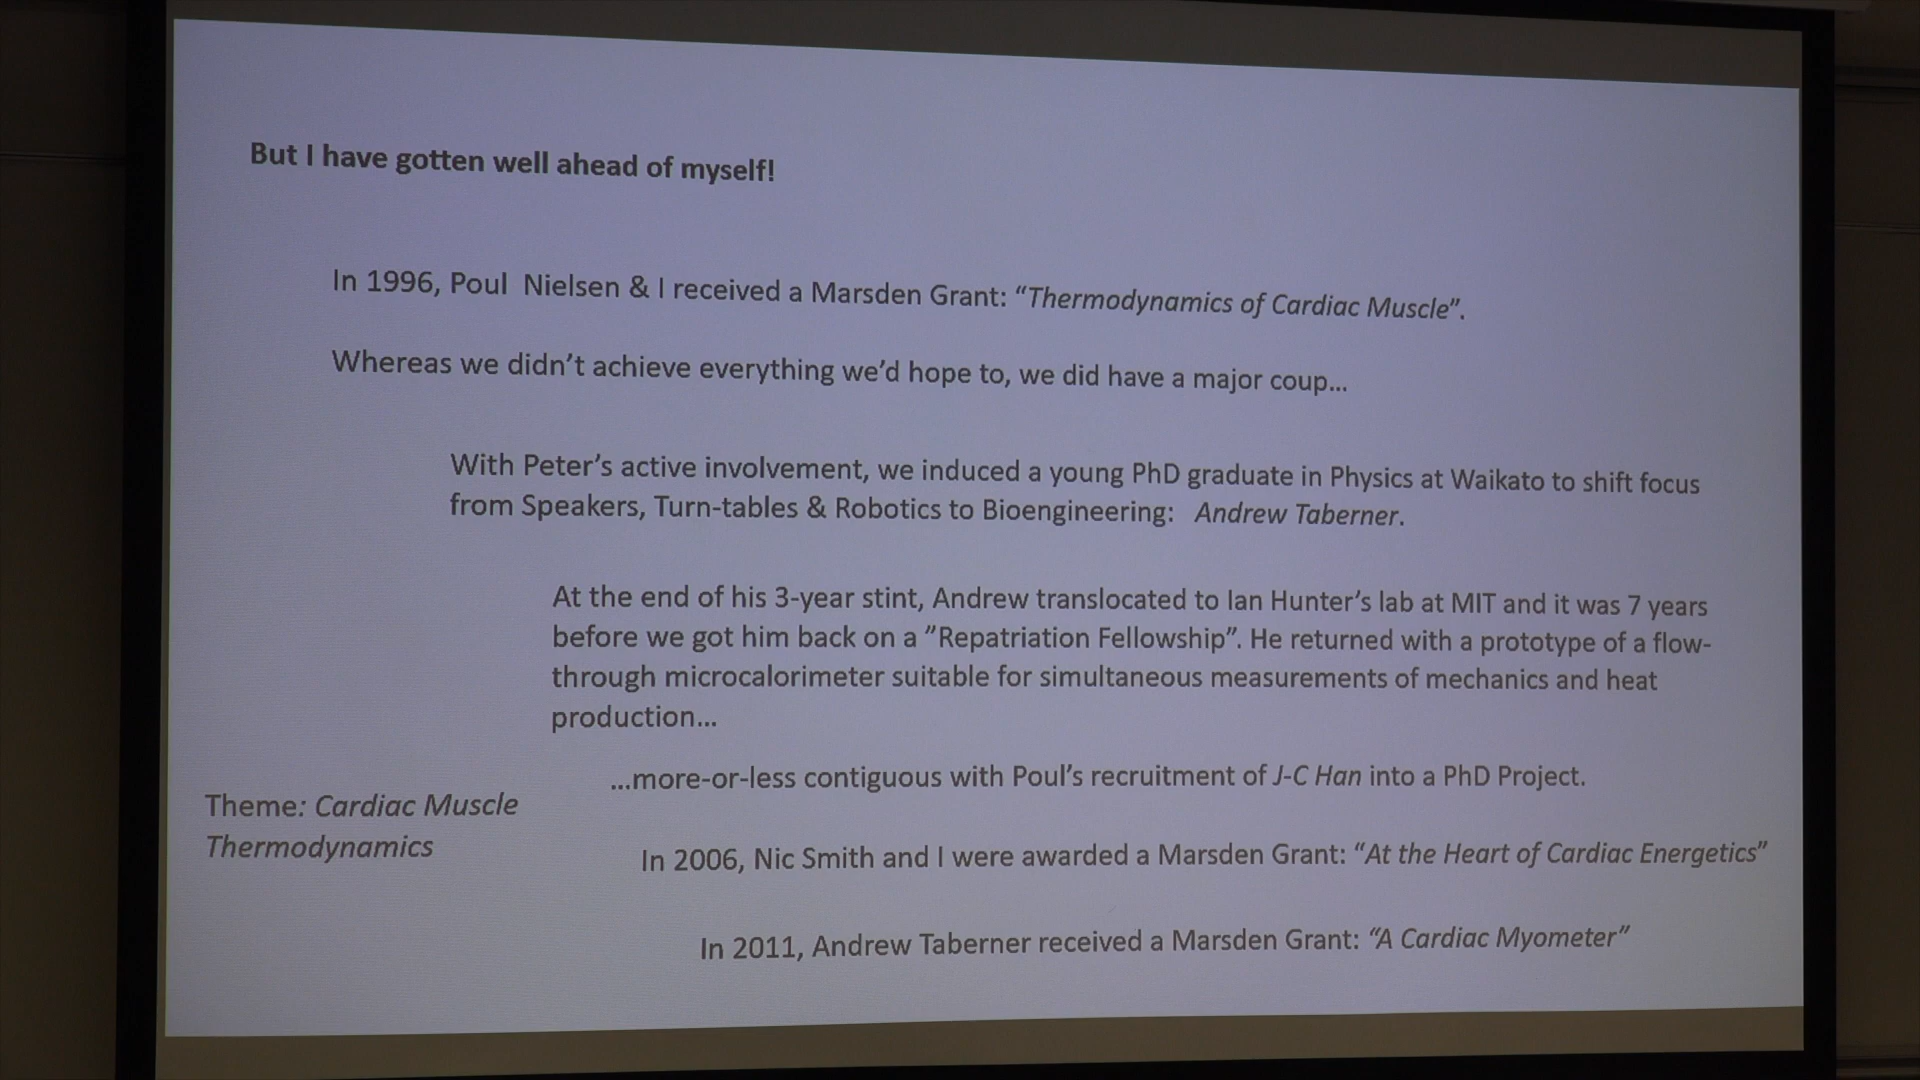 But I have gotten well ahead of myself!
In 1996, Poul Nielsen & I received a Marsden Grant: “Thermodynamics of Cardiac Muscle”.
Whereas we didn’t achieve everything we’d hope to, we did have a major coup...
With Peter’s active involvement, we induced a young PhD graduate in Physics at Waikato to shift focus
from Speakers, Turn-tables & Robotics to Bioengineering: Andrew Taberner.
At the end of his 3-year stint, Andrew translocated to Ian Hunter’s lab at MIT and it was 7 years
before we got him back on a ”Repatriation Fellowship”. He returned with a prototype of a flow-
through microcalorimeter suitable for simultaneous measurements of mechanics and heat
production...
...more-or-less contiguous with Poul’s recruitment of J-C Han into a PhD Project.
Theme: Cardiac Muscle
Thermodynamics
In 2006, Nic Smith and I were awarded a Marsden Grant: “At the Heart of Cardiac Energetics”
In 2011, Andrew Taberner received a Marsden Grant: “A Cardiac Myometer”